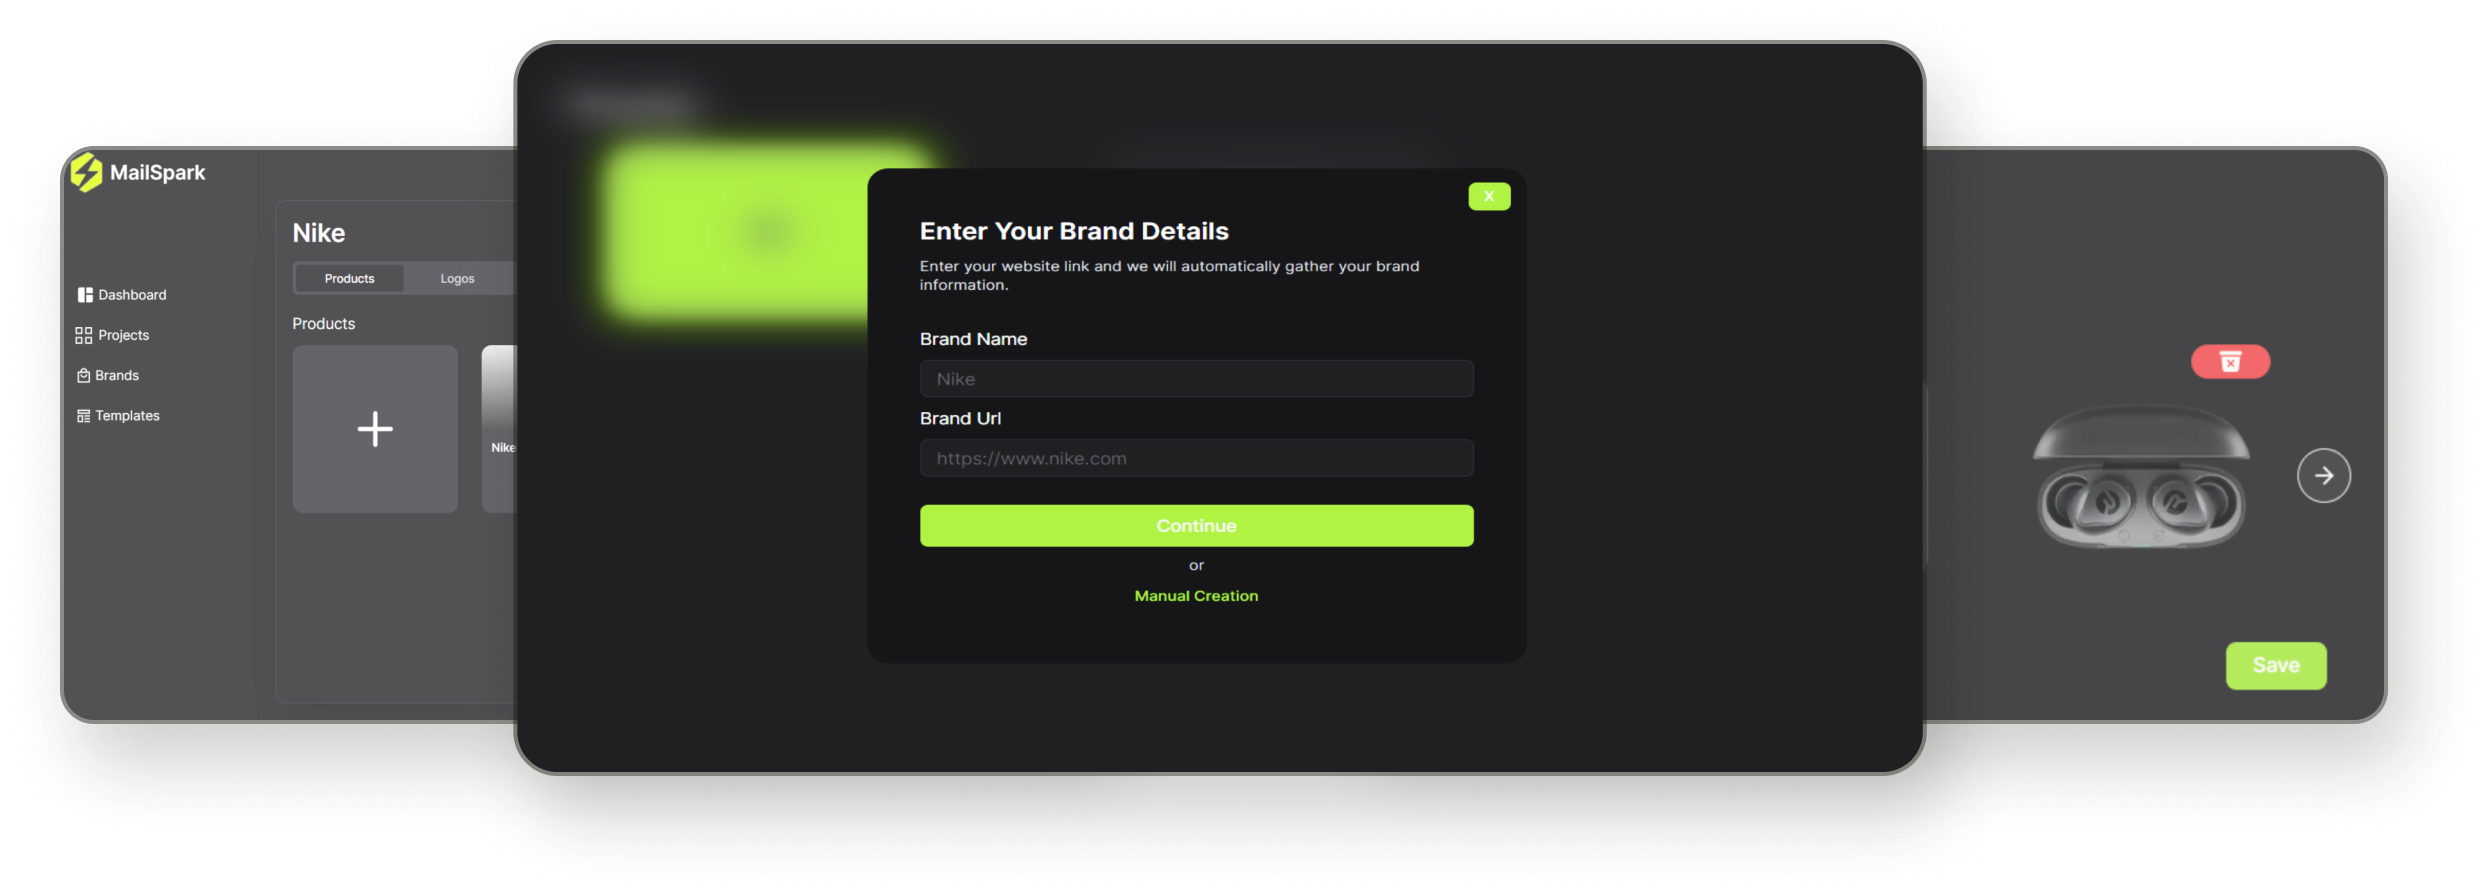 MailSpark
Dashboard
Projects
Brands
Templates
Nike
Products
Logos
Products
Nike
X
Enter Your Brand Details
Enter your website link and we will automatically gather your brand
information.
Brand Name
Nike
Brand Url
https://www.nike.com
Continue
or
Manual Creation
Save